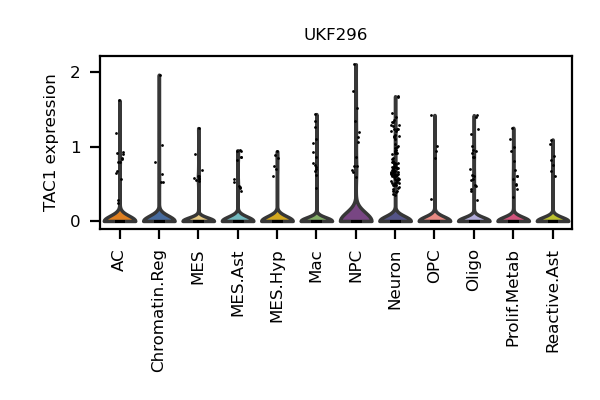 UKF296
TAC1 expression
2
1
0
AC
Chromatin.Reg
MES
MES.Ast
MES.Hyp
Mac
NPC
Neuron
OPC
Oligo
Prolif.Metab
Reactive.Ast